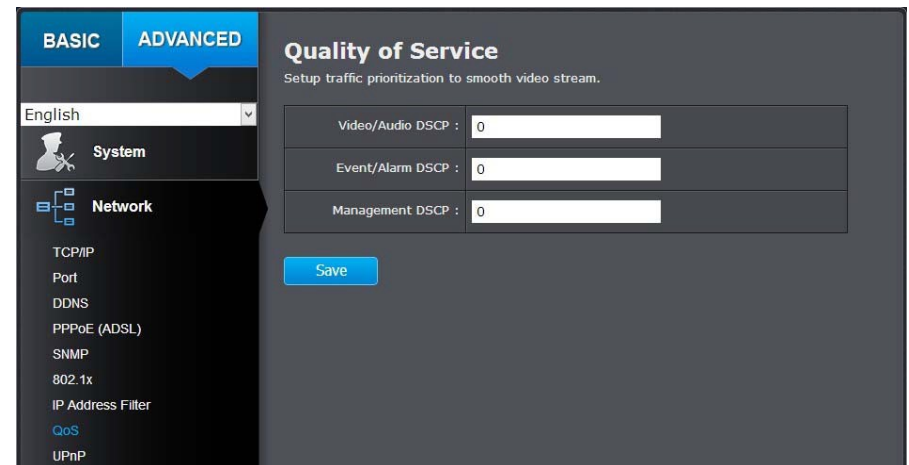 BASIC ADVANCED
English
System
Network
TCP/IP
Port
DDNS
PPPoE (ADSL)
SNMP
802.1x
IP Address Filter
QoS
UPnP
Quality of Service
Setup traffic prioritization to smooth video stream.
Video/Audio DSCP : 0
Event/Alarm DSCP : 0
Management DSCP : 0
Save